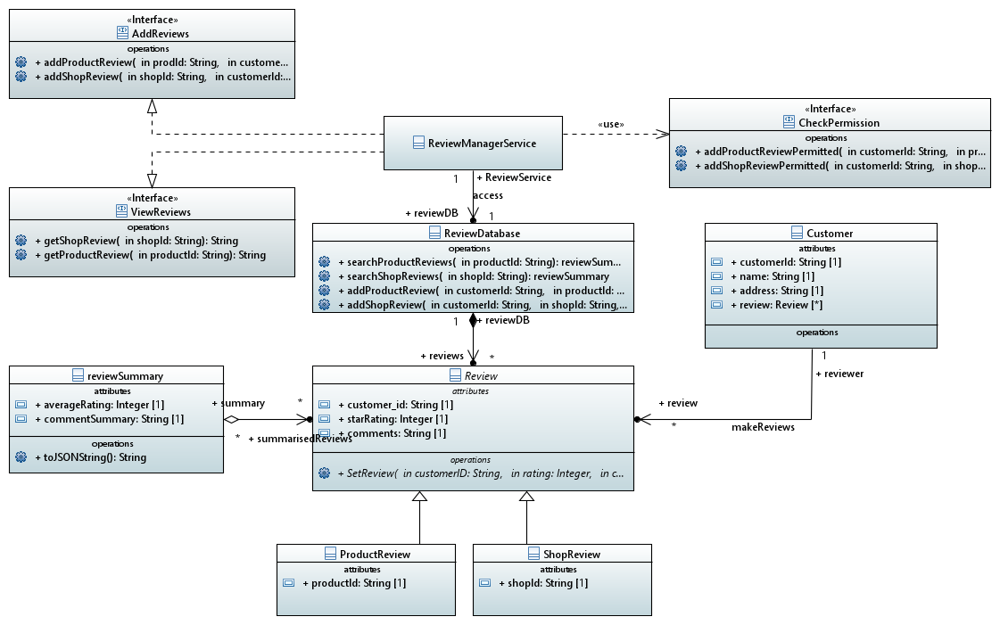 «Interface»
AddReviews
operations
+ addProductReview( in prodId: String, in custome...
+ addShopReview( in shopId: String, in customerId:...
«Interface»
CheckPermission
operations
+ addProductReviewPermitted( in customerId: String, in pr...
+ addShopReviewPermitted( in customerId: String, in shop...
ReviewManagerService
«use»
1
+ ReviewService
access
+ reviewDB
1
«Interface»
ViewReviews
operations
+ getShopReview( in shopId: String): String
+ getProductReview( in productId: String): String
ReviewDatabase
operations
+ searchProductReviews( in productId: String): reviewSum...
+ searchShopReviews( in shopId: String): reviewSummary
+ addProductReview( in customerId: String, in productId: ...
+ addShopReview( in customerId: String, in shopId: String,...
Customer
attributes
+ customerId: String [1]
+ name: String [1]
+ address: String [1]
+ review: Review [*]
operations
1
+ reviewDB
+ reviews
*
1
+ reviewer
reviewSummary
attributes
+ averageRating: Integer [1]
+ commentSummary: String [1]
operations
+ toJSONString(): String
+ summary
*
*
+ summarisedReviews
Review
attributes
+ customer_id: String [1]
+ starRating: Integer [1]
+ comments: String [1]
operations
+ SetReview( in customerID: String, in rating: Integer, in c...
+ review
*
makeReviews
ProductReview
attributes
+ productId: String [1]
ShopReview
attributes
+ shopId: String [1]